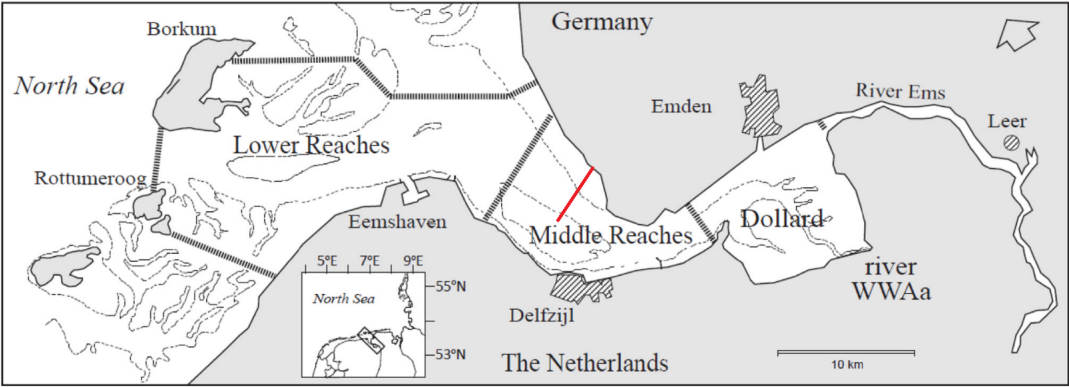 Germany
Borkum
North Sea
Emden
River Ems
Leer
Lower Reaches
Rottumeroog
Eemshaven
Middle Reaches
Dollard
river
WWAa
5°E 7°E 9°E
North Sea
55°N
53°N
Delfzijl
The Netherlands
10 km